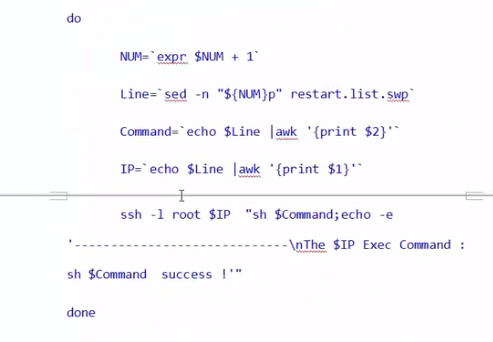 do
NUM=`expr $NUM + 1`
Line=`sed -n "${NUM}p" restart.list.swp`
Command=`echo $Line |awk '{print $2}'`
IP=`echo $Line |awk '{print $1}'`
ssh -l root $IP  "sh $Command;echo -e
'-----------------------------\nThe $IP Exec Command :
sh $Command  success !'"
done